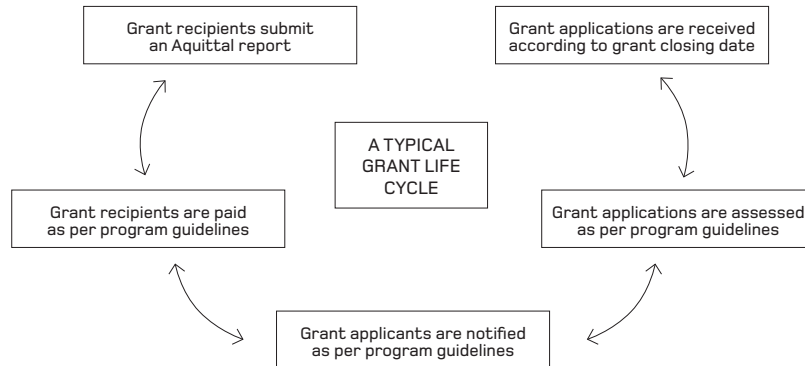 Grant recipients submit
an Aquittal report
Grant applications are received
according to grant closing date
A TYPICAL
GRANT LIFE
CYCLE
Grant recipients are paid
as per program guidelines
Grant applications are assessed
as per program guidelines
Grant applicants are notified
as per program guidelines